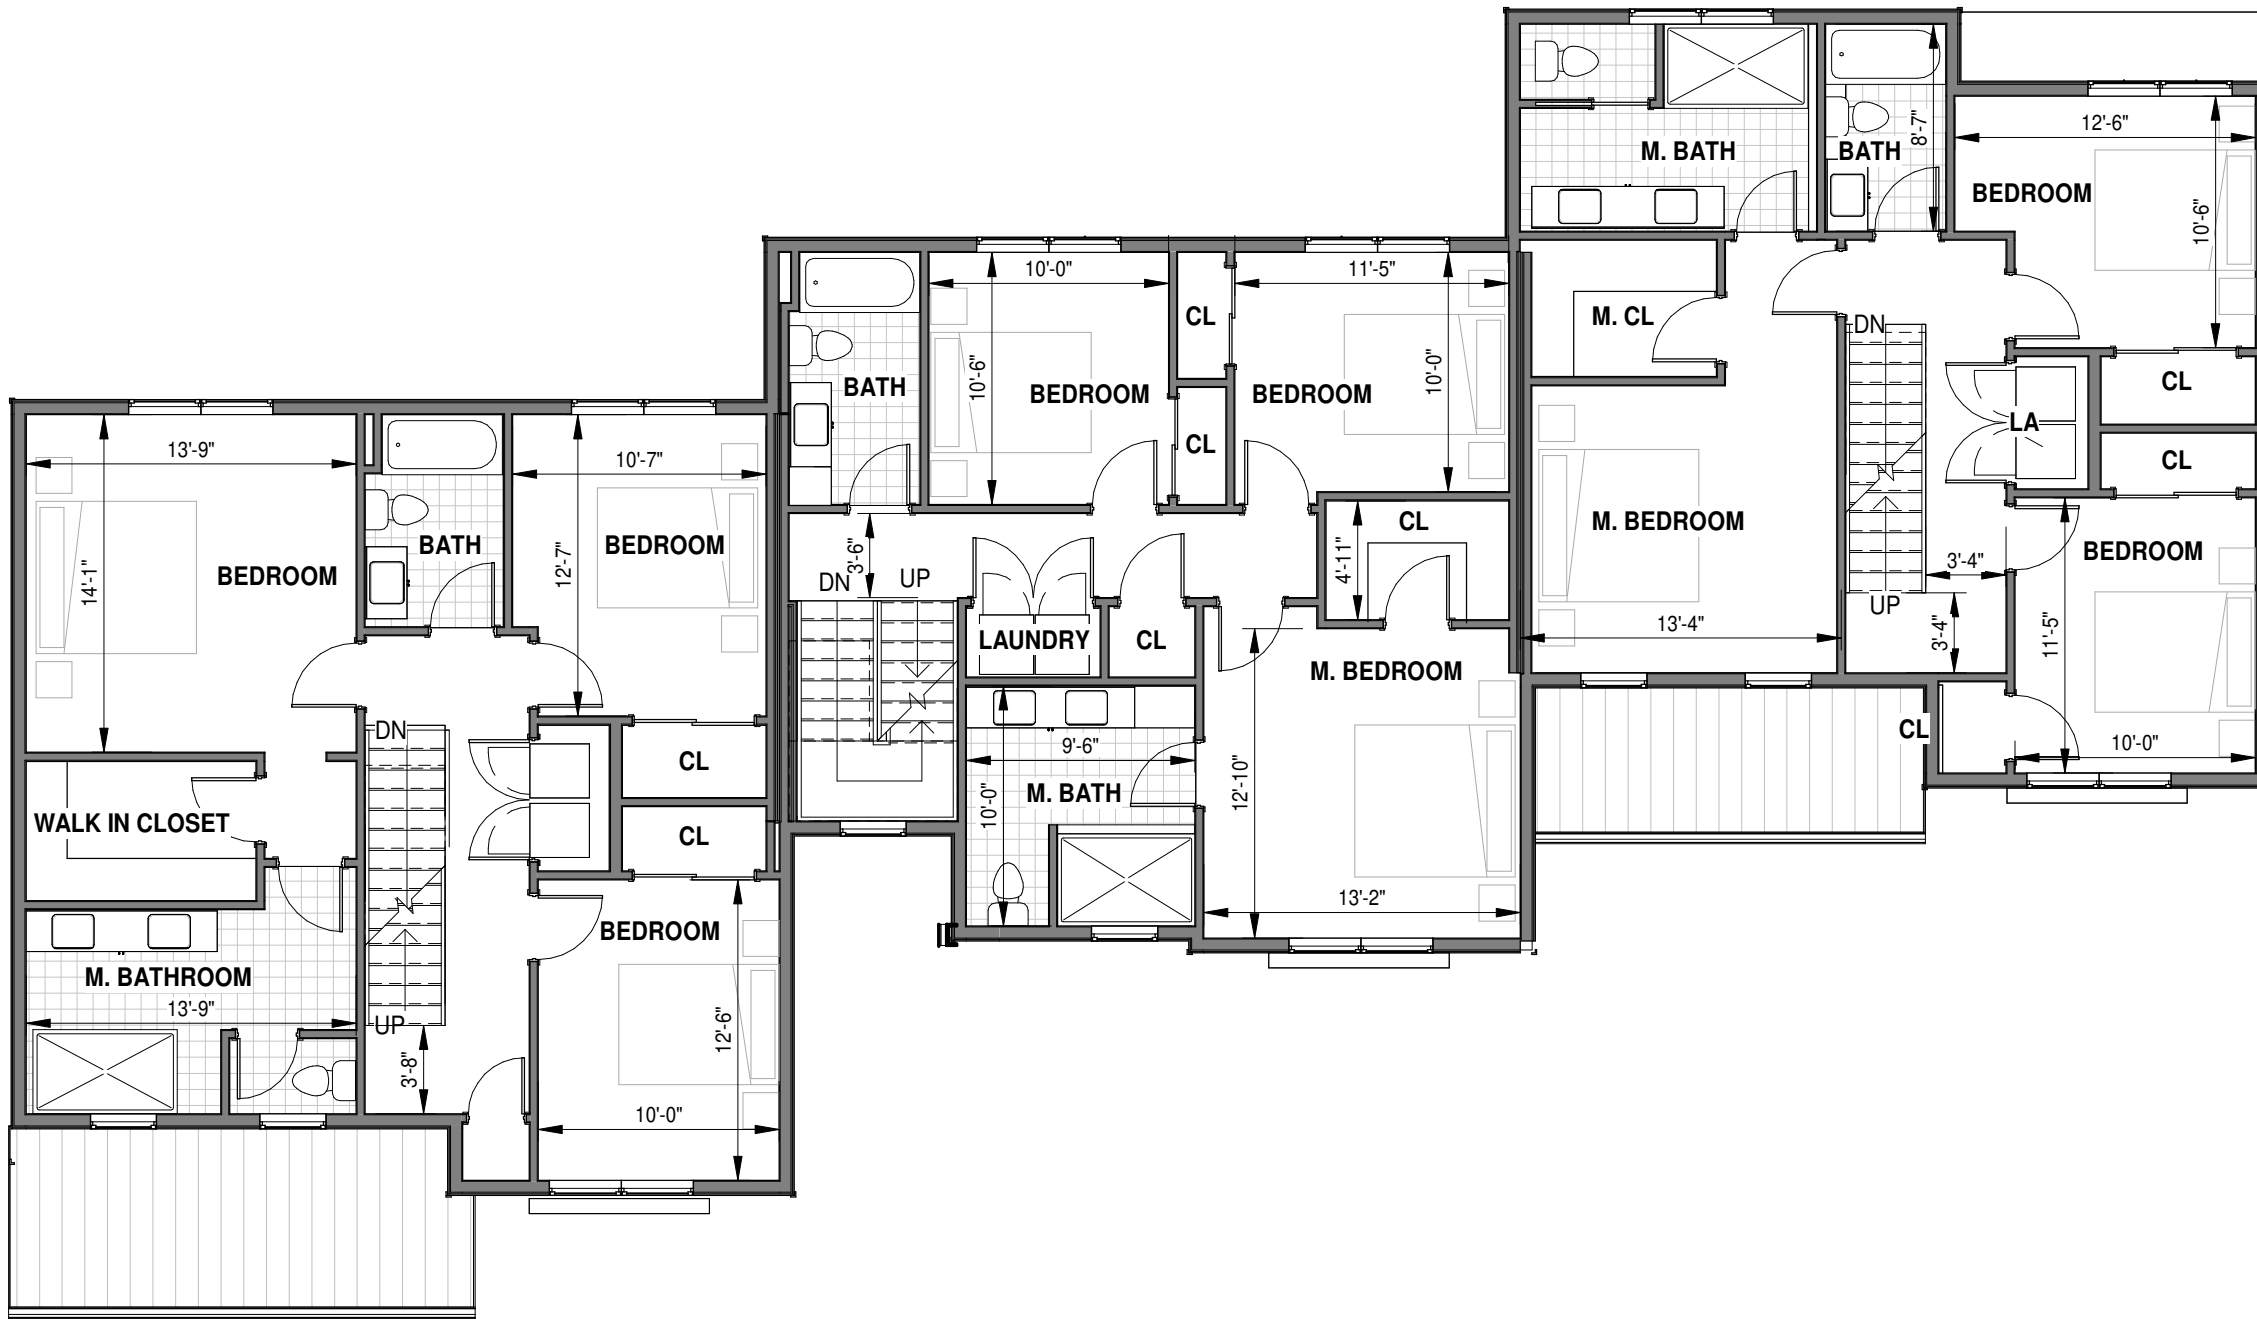 13'-9"
14'-1"
BEDROOM
BATH
10'-7"
12'-7"
BEDROOM
DN
CL
WALK IN CLOSET
CL
BEDROOM
M. BATHROOM
13'-9"
UP
3'-8"
12'-6"
10'-0"
BATH
10'-0"
10'-6"
BEDROOM
CL
CL
11'-5"
10'-0"
BEDROOM
3'-6"
DN
UP
LAUNDRY
CL
CL
4'-11"
M. BEDROOM
9'-6"
10'-0"
M. BATH
12'-10"
13'-2"
M. BATH
BATH
8'-7"
12'-6"
BEDROOM
10'-6"
M. CL
DN
CL
LA
CL
M. BEDROOM
13'-4"
UP
3'-4"
3'-4"
BEDROOM
11'-5"
CL
10'-0"